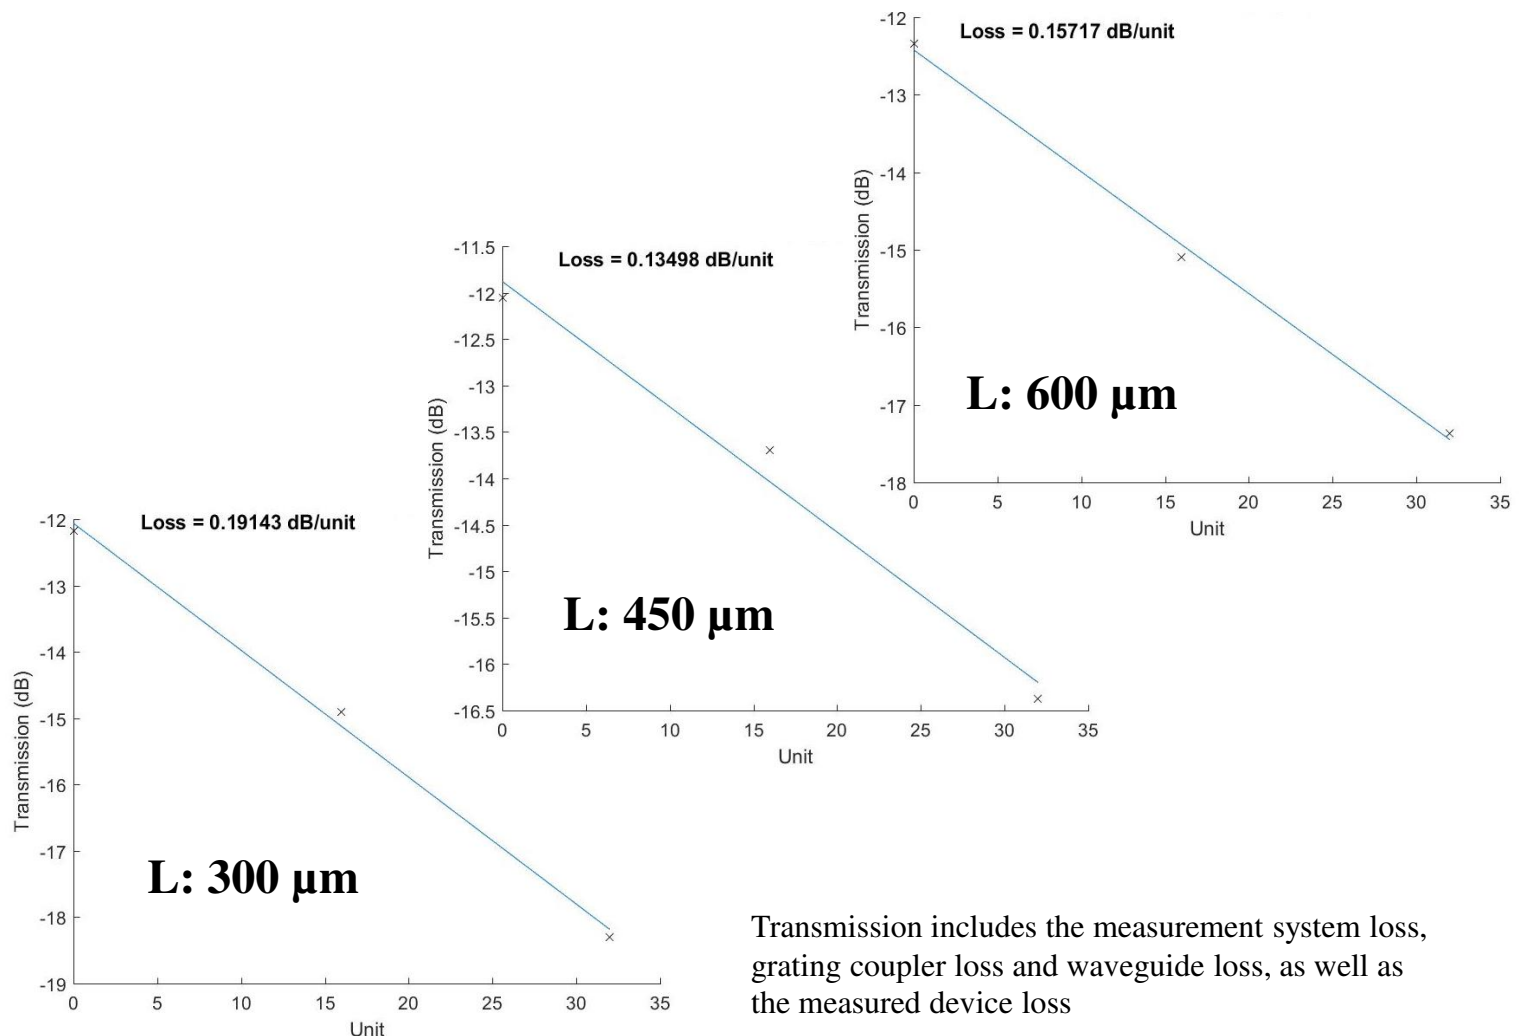 Loss = 0.15717 dB/unit
-12
-13
-14
-15
-16
-17
-18
Transmission (dB)
L: 600 μm
0 5 10 15 20 25 30 35
Unit
Loss = 0.13498 dB/unit
-11.5
-12
-12.5
-13
-13.5
-14
-14.5
-15
-15.5
-16
-16.5
Transmission (dB)
L: 450 μm
0 5 10 15 20 25 30 35
Unit
Loss = 0.19143 dB/unit
-12
-13
-14
-15
-16
-17
-18
-19
Transmission (dB)
L: 300 μm
0 5 10 15 20 25 30 35
Unit
Transmission includes the measurement system loss,
grating coupler loss and waveguide loss, as well as
the measured device loss